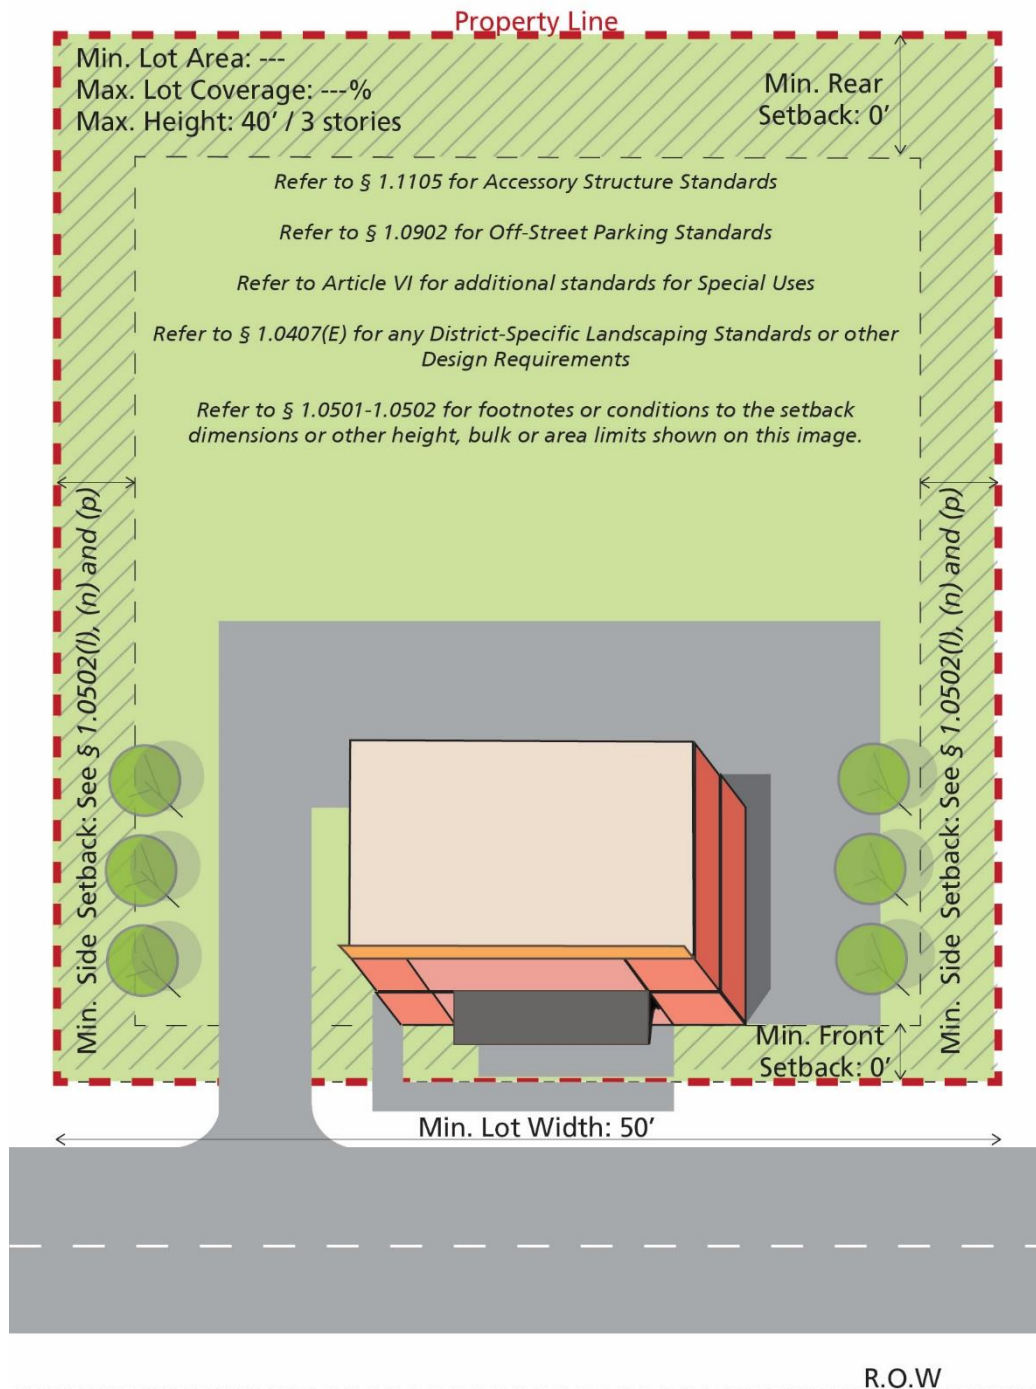 Property Line
Min. Lot Area: ---
Max. Lot Coverage: ---%
Max. Height: 40' / 3 stories
Min. Rear
Setback: 0'
Refer to § 1.1105 for Accessory Structure Standards
Refer to § 1.0902 for Off-Street Parking Standards
Refer to Article VI for additional standards for Special Uses
Refer to § 1.0407(E) for any District-Specific Landscaping Standards or other
Design Requirements
Refer to § 1.0501-1.0502 for footnotes or conditions to the setback
dimensions or other height, bulk or area limits shown on this image.
Min. Side Setback: See § 1.0502(l), (n) and (p)
Min. Side Setback: See § 1.0502(l), (n) and (p)
Min. Front
Setback: 0'
Min. Lot Width: 50'
R.O.W